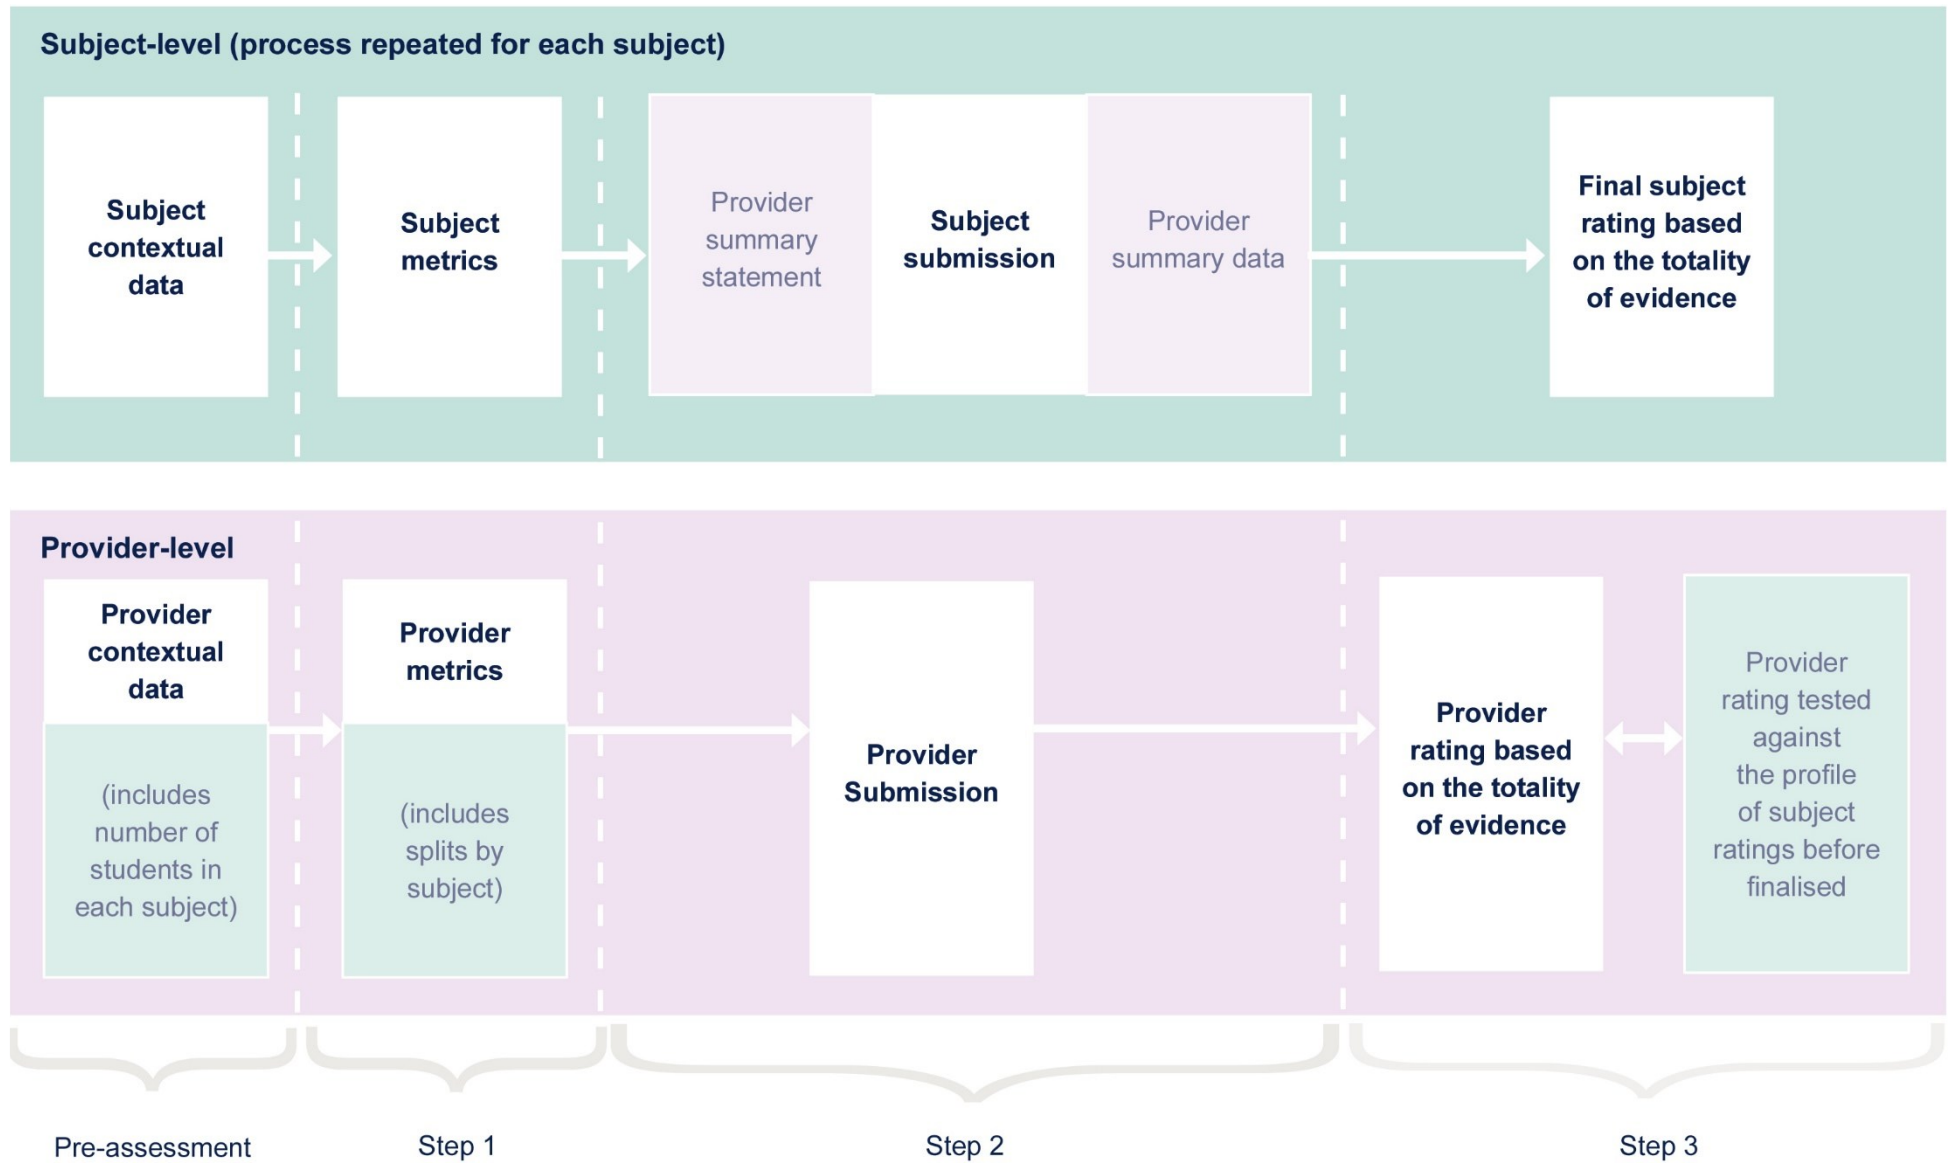 Subject-level (process repeated for each subject)
Subject
contextual
data
Subject
metrics
Provider
summary
statement
Subject
submission
Provider
summary data
Final subject
rating based
on the totality
of evidence
Provider-level
Provider
contextual
data
(includes
number of
students in
each subject)
Provider
metrics
(includes
splits by
subject)
Provider
Submission
Provider
rating based
on the totality
of evidence
Provider
rating tested
against
the profile
of subject
ratings before
finalised
Pre-assessment
Step 1
Step 2
Step 3